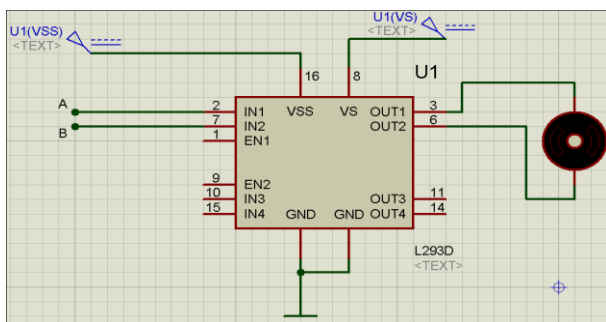 U1(VSS)
<TEXT>
U1(VS)
<TEXT>
U1
16
8
A
B
2
7
1
9
10
15
IN1
IN2
EN1
EN2
IN3
IN4
VSS
VS
OUT1
OUT2
OUT3
OUT4
GND
GND
3
6
11
14
L293D
<TEXT>